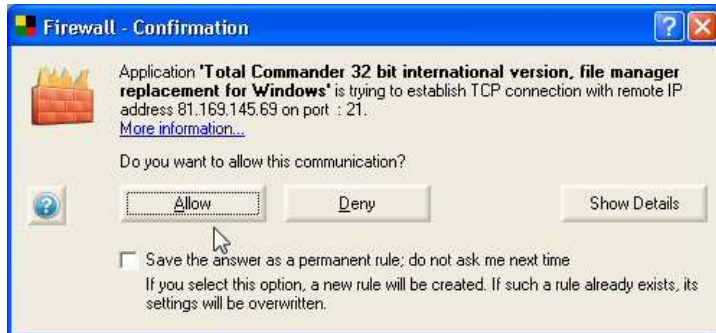 Firewall - Confirmation
Application 'Total Commander 32 bit international version, file manager
replacement for Windows' is trying to establish TCP connection with remote IP
address 81.169.145.69 on port : 21.
More information...
Do you want to allow this communication?
Allow
Deny
Show Details
Save the answer as a permanent rule; do not ask me next time
If you select this option, a new rule will be created. If such a rule already exists, its
settings will be overwritten.